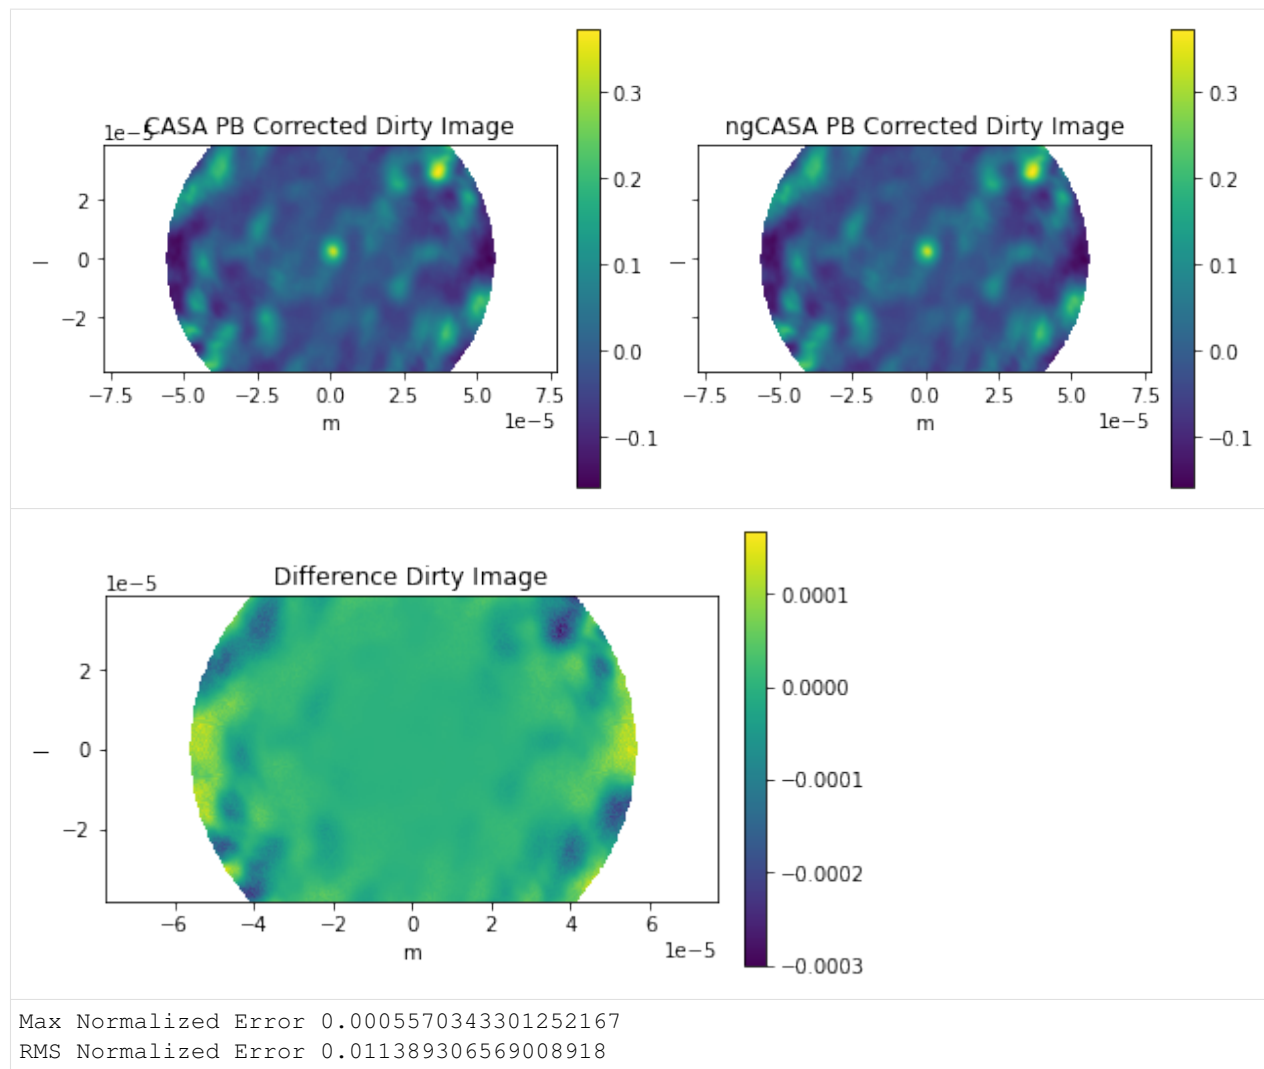 1e−5
CASA PB Corrected Dirty Image
2
0
−2
l
−7.5 −5.0 −2.5 0.0 2.5 5.0 7.5
m
1e−5
0.3
0.2
0.1
0.0
−0.1
ngCASA PB Corrected Dirty Image
l
−7.5 −5.0 −2.5 0.0 2.5 5.0 7.5
m
1e−5
0.3
0.2
0.1
0.0
−0.1
1e−5
Difference Dirty Image
2
0
−2
l
−6 −4 −2 0 2 4 6
m
1e−5
0.0001
0.0000
−0.0001
−0.0002
−0.0003
Max Normalized Error 0.0005570343301252167
RMS Normalized Error 0.011389306569008918